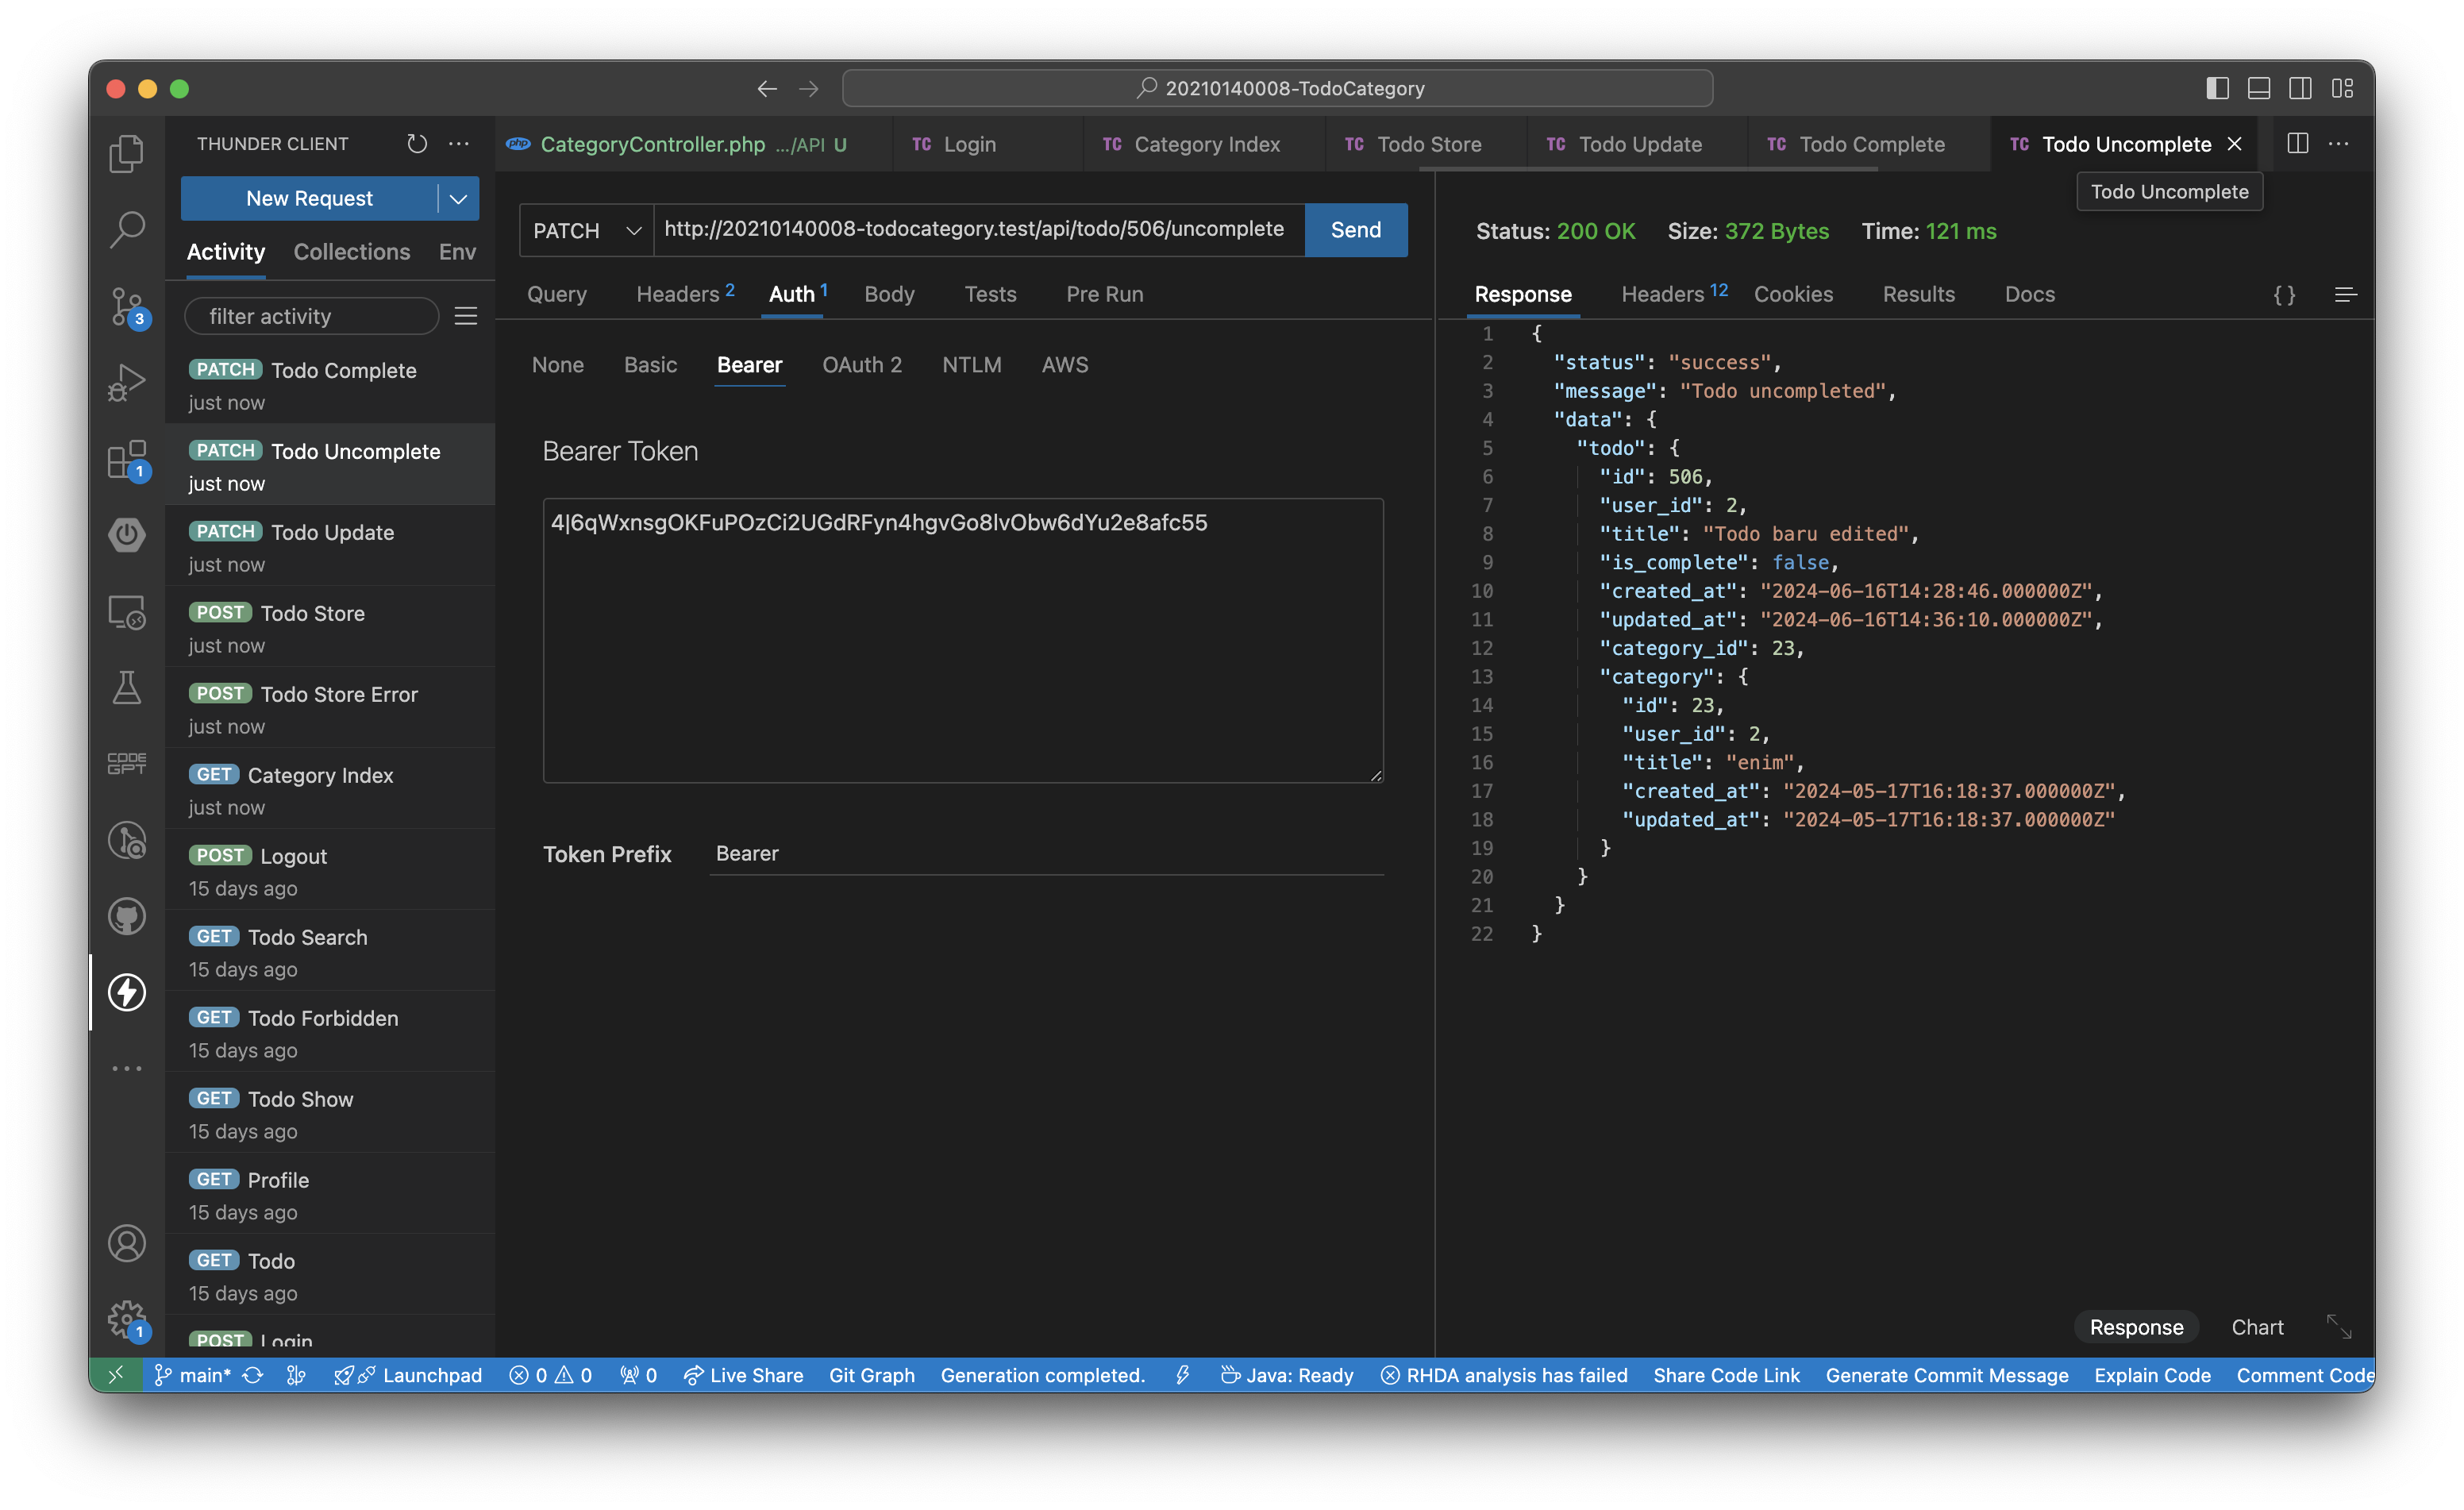 20210140008-TodoCategory
THUNDER CLIENT
New Request
Activity Collections Env
filter activity
PATCH Todo Complete
just now
PATCH Todo Uncomplete
just now
PATCH Todo Update
just now
POST Todo Store
just now
POST Todo Store Error
just now
GET Category Index
just now
POST Logout
15 days ago
GET Todo Search
15 days ago
GET Todo Forbidden
15 days ago
GET Todo Show
15 days ago
GET Profile
15 days ago
GET Todo
15 days ago
POST Login
3
1
CODE
GPT
1
php CategoryController.php .../API U
TC Login
TC Category Index
TC Todo Store
TC Todo Update
TC Todo Complete
TC Todo Uncomplete
Todo Uncomplete
PATCH http://20210140008-todocategory.test/api/todo/506/uncomplete Send
Query Headers 2 Auth 1 Body Tests Pre Run
None Basic Bearer OAuth 2 NTLM AWS
Bearer Token
4|6qWxnsgOKFuPOzCi2UGdRFyn4hgvGo8lvObw6dYu2e8afc55
Token Prefix Bearer
Status: 200 OK Size: 372 Bytes Time: 121 ms
Response Headers 12 Cookies Results Docs {}
1 {
2 "status": "success",
3 "message": "Todo uncompleted",
4 "data": {
5 "todo": {
6 "id": 506,
7 "user_id": 2,
8 "title": "Todo baru edited",
9 "is_complete": false,
10 "created_at": "2024-06-16T14:28:46.000000Z",
11 "updated_at": "2024-06-16T14:36:10.000000Z",
12 "category_id": 23,
13 "category": {
14 "id": 23,
15 "user_id": 2,
16 "title": "enim",
17 "created_at": "2024-05-17T16:18:37.000000Z",
18 "updated_at": "2024-05-17T16:18:37.000000Z"
19 }
20 }
21 }
22 }
Response Chart
main* Launchpad 0 0 0 Live Share Git Graph Generation completed. Java: Ready RHDA analysis has failed Share Code Link Generate Commit Message Explain Code Comment Code